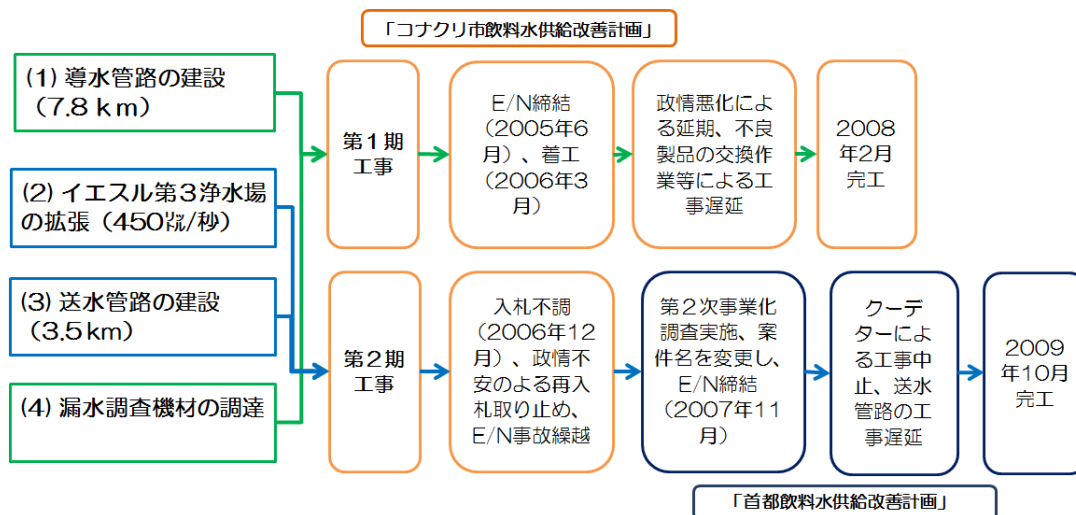 「コナクリ市飲料水供給改善計画」
(1) 導水管路の建設
（7.8ｋｍ）
(2) イエスル第３浄水場
の拡張（450㍑/秒）
(3) 送水管路の建設
（3.5ｋｍ）
(4) 漏水調査機材の調達
第１期
工事
E/N締結
（2005年6
月）、着工
（2006年3
月）
政情悪化によ
る延期、不良
製品の交換作
業等による工
事遅延
2008
年2月
完工
第２期
工事
入札不調
（2006年12
月）、政情不
安のよる再入
札取り止め、
E/N事故繰越
第２次事業化
調査実施、案
件名を変更し、
E/N締結
（2007年11
月）
クー
デターによ
る工事中
止、送水
管路の工
事遅延
2009
年10月
完工
「首都飲料水供給改善計画」